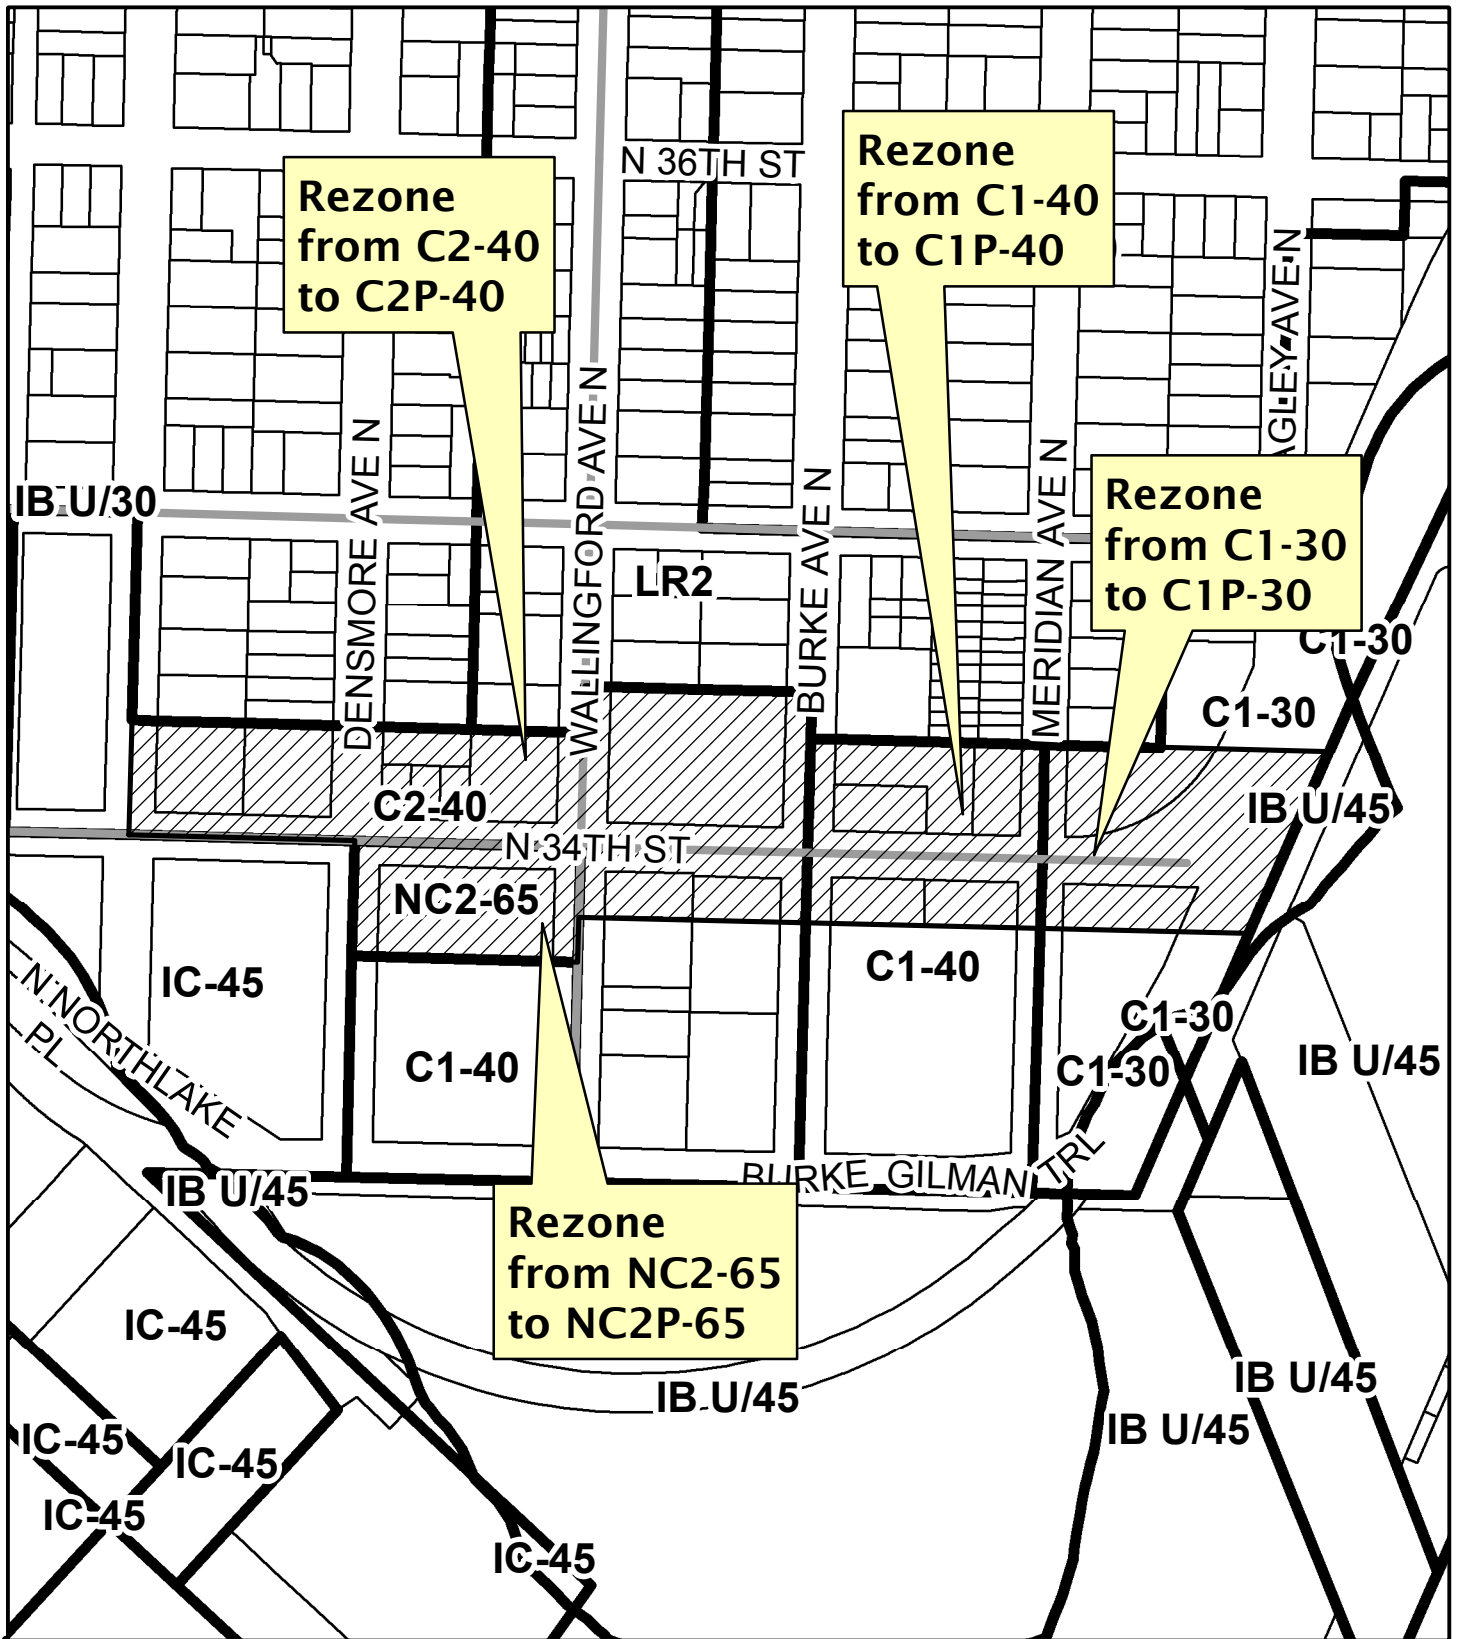 N 36TH ST
Rezone
from C1-40
to C1P-40
Rezone
from C2-40
to C2P-40
AGLEY AVE N
WALLINGFORD AVE N
DENSMORE AVE N
BURKE AVE N
MERIDIAN AVE N
IB U/30
Rezone
from C1-30
to C1P-30
LR2
C1-30
C1-30
C2-40
IB U/45
N 34TH ST
NC2-65
IC-45
C1-40
N NORTHLAKE
PL
C1-30
C1-40
C1-30
IB U/45
BURKE GILMAN TRL
IB U/45
Rezone
from NC2-65
to NC2P-65
IC-45
IB U/45
IB U/45
IB U/45
IC-45
IC-45
IC-45
IC-45